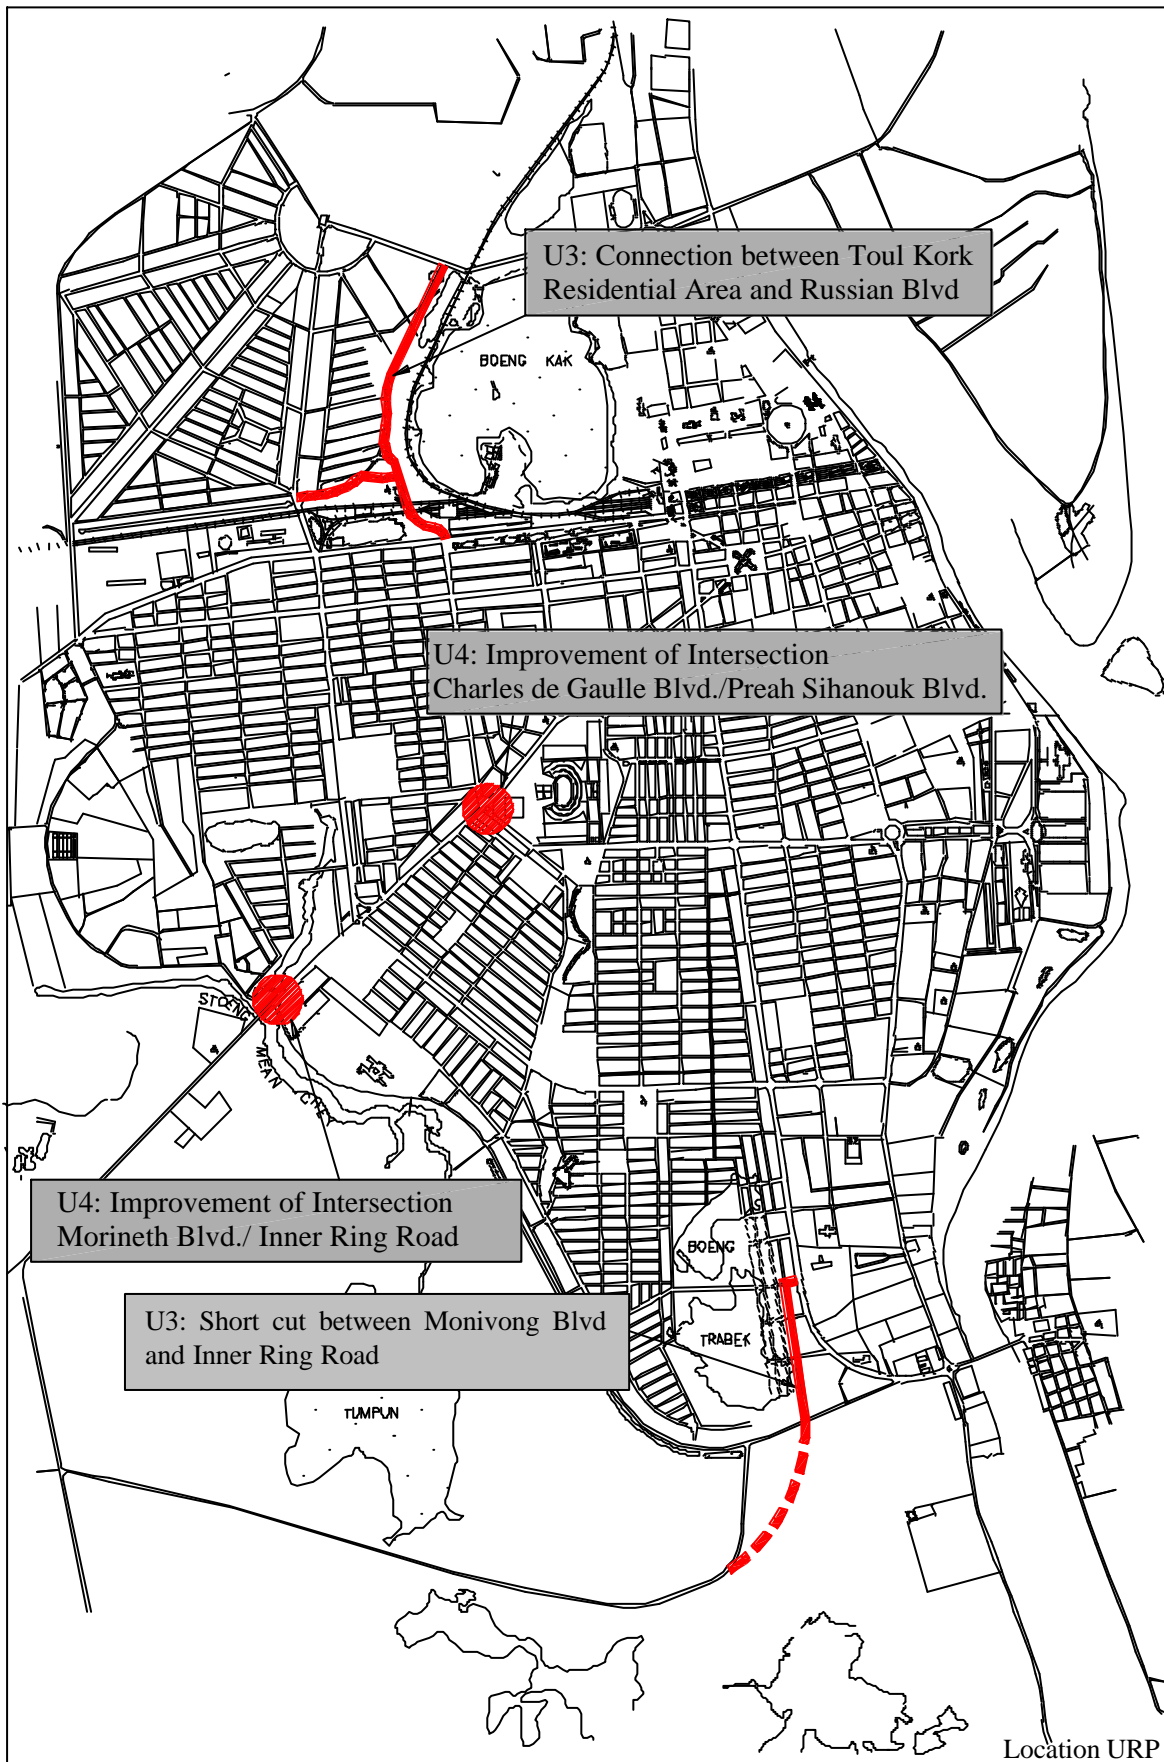 U3: Connection between Toul Kork
Residential Area and Russian Blvd
BOENG KAK
U4: Improvement of Intersection
Charles de Gaulle Blvd./Preah Sihanouk Blvd.
STOENG
MEAN
U4: Improvement of Intersection
Morineth Blvd./ Inner Ring Road
BOENG
U3: Short cut between Monivong Blvd
and Inner Ring Road
TRABEK
TUMPUN
Location URP